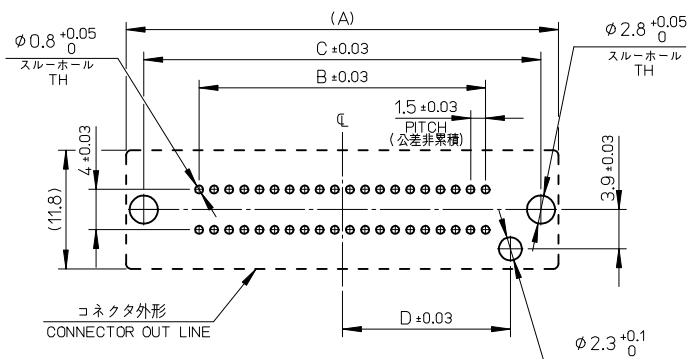 (A)
φ0.8 +0.05 0
スルーホール
TH
C ±0.03
φ2.8 +0.05 0
スルーホール
TH
B ±0.03
1.5 ±0.03
PITCH
(公差非累積)
℄
4 ±0.03
(11.8)
3.9 ±0.03
コネクタ外形
CONNECTOR OUT LINE
D ±0.03
φ2.3 +0.1 0